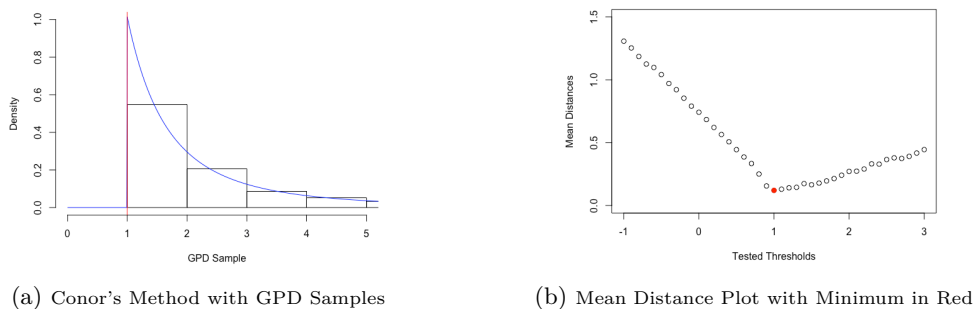 Density
0.0 0.2 0.4 0.6 0.8 1.0
0 1 2 3 4 5
GPD Sample
(a) Conor's Method with GPD Samples
Mean Distances
0.0 0.5 1.0 1.5
-1 0 1 2 3
Tested Thresholds
(b) Mean Distance Plot with Minimum in Red